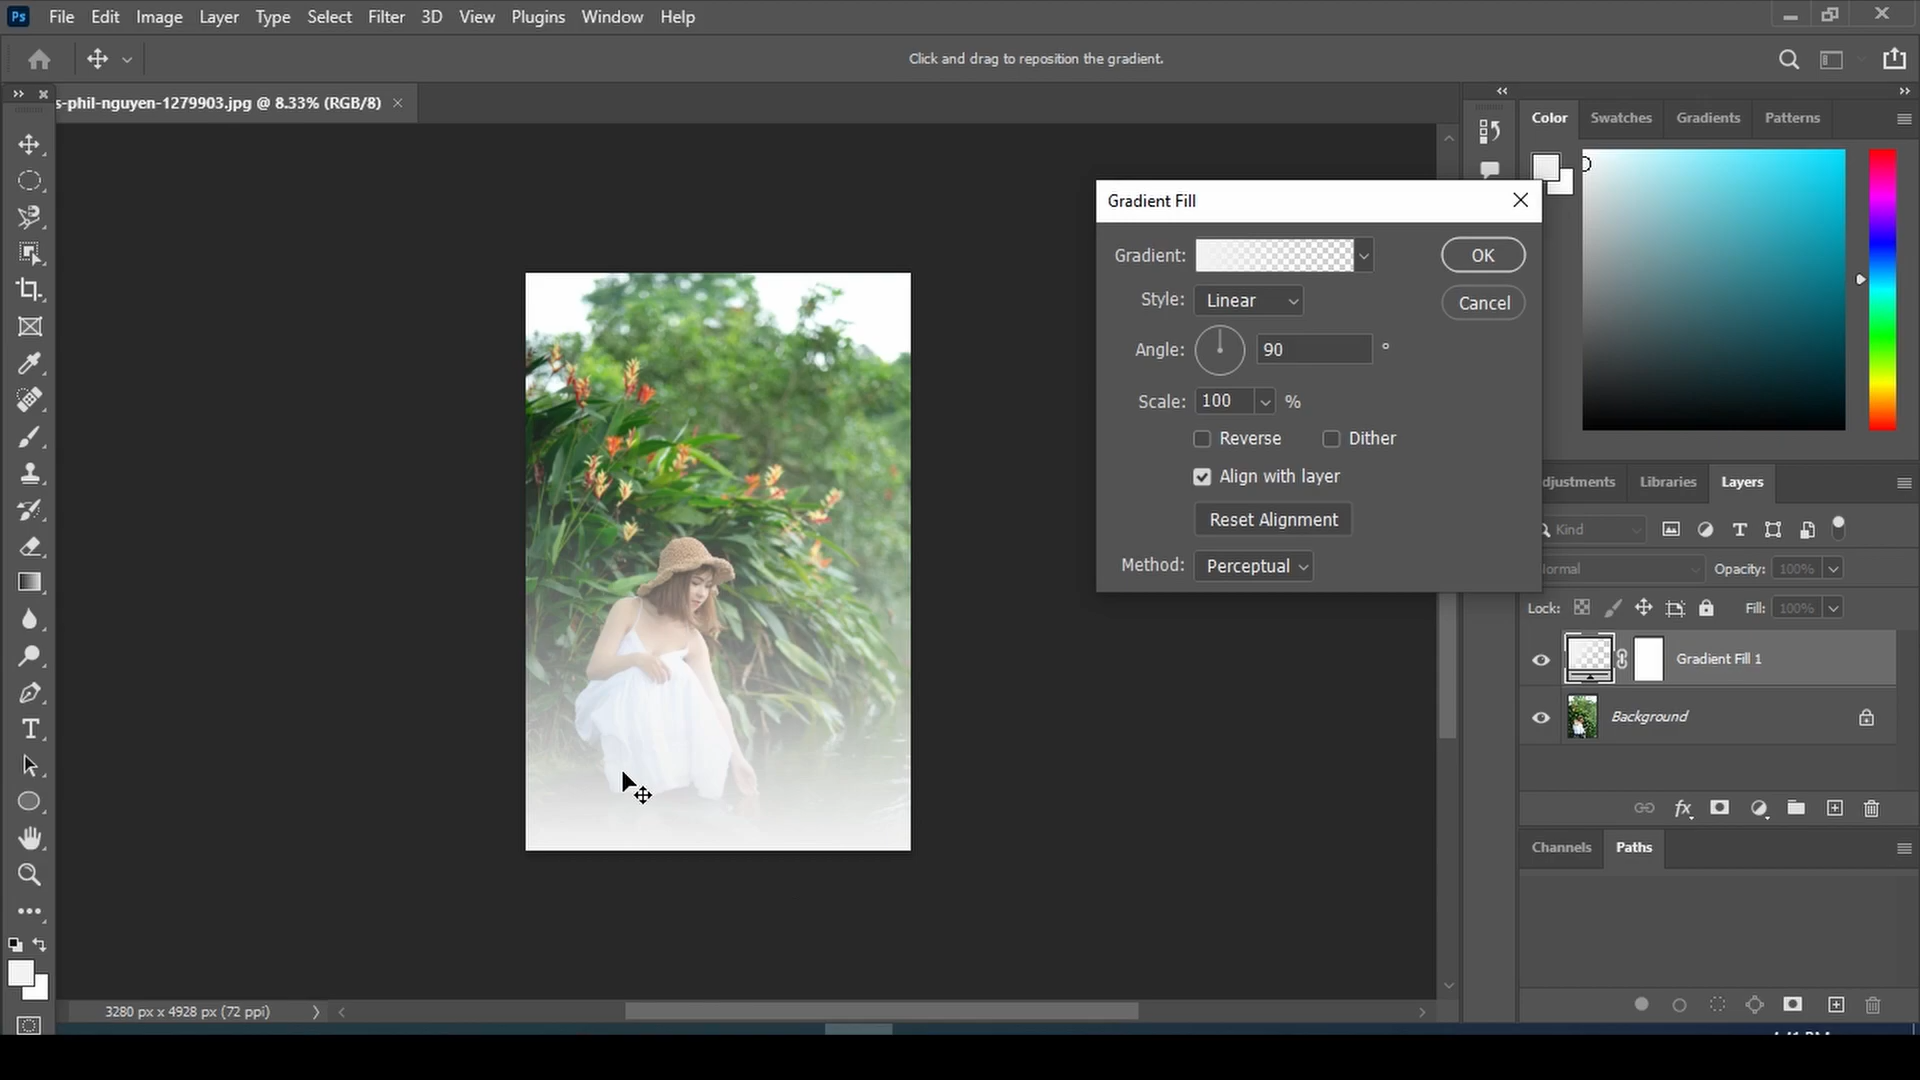 Ps File Edit Image Layer Type Select Filter 3D View Plugins Window Help
Click and drag to reposition the gradient.
s-phil-nguyen-1279903.jpg @ 8.33% (RGB/8)
Color Swatches Gradients Patterns
Gradient Fill
Gradient: OK
Style: Linear Cancel
Angle: 90 °
Scale: 100 %
Reverse Dither
Align with layer
Reset Alignment
Method: Perceptual
djustments Libraries Layers
Kind
ormal Opacity: 100%
Lock: Fill: 100%
Gradient Fill 1
Background
fx
Channels Paths
3280 px x 4928 px (72 ppi)